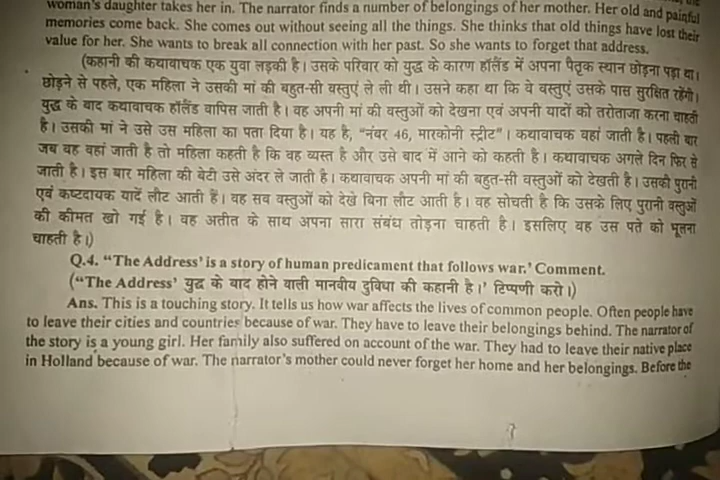 woman's daughter takes her in. The narrator finds a number of belongings of her mother. Her old and painful
memories come back. She comes out without seeing all the things. She thinks that old things have lost their
value for her. She wants to break all connection with her past. So she wants to forget that address.
(कहानी की कथावाचक एक युवा लड़की है। उसके परिवार को युद्ध के कारण हॉलैंड में अपना पैतृक स्थान छोड़ना पड़ा था।
छोड़ने से पहले, एक महिला ने उसकी मां की बहुत-सी वस्तुएं ले ली थी। उसने कहा था कि वे वस्तुएं उसके पास सुरक्षित रहेंगी।
युद्ध के बाद कथावाचक हॉलैंड वापिस जाती है। वह अपनी मां की वस्तुओं को देखना एवं अपनी यादों को तरोताजा करना चाहती
है। उसकी मां ने उसे उस महिला का पता दिया है। यह है, “नंबर 46, मारकोनी स्ट्रीट”। कथावाचक वहां जाती है। पहली बार
जब वह वहां जाती है तो महिला कहती है कि वह व्यस्त है और उसे बाद में आने को कहती है। कथावाचक अगले दिन फिर से
जाती है। इस बार महिला की बेटी उसे अंदर ले जाती है। कथावाचक अपनी मां की बहुत-सी वस्तुओं को देखती है। उसकी पुरानी
एवं कष्टदायक यादें लौट आती हैं। वह सब वस्तुओं को देखे बिना लौट आती है। वह सोचती है कि उसके लिए पुरानी वस्तुओं
की कीमत खो गई है। वह अतीत के साथ अपना सारा संबंध तोड़ना चाहती है। इसलिए वह उस पते को भूलना
चाहती है।)
Q.4. “The Address' is a story of human predicament that follows war.' Comment.
(“The Address' युद्ध के बाद होने वाली मानवीय दुविधा की कहानी है।' टिप्पणी करो।)
Ans. This is a touching story. It tells us how war affects the lives of common people. Often people have
to leave their cities and countries because of war. They have to leave their belongings behind. The narrator of
the story is a young girl. Her family also suffered on account of the war. They had to leave their native place
in Holland because of war. The narrator's mother could never forget her home and her belongings. Before the